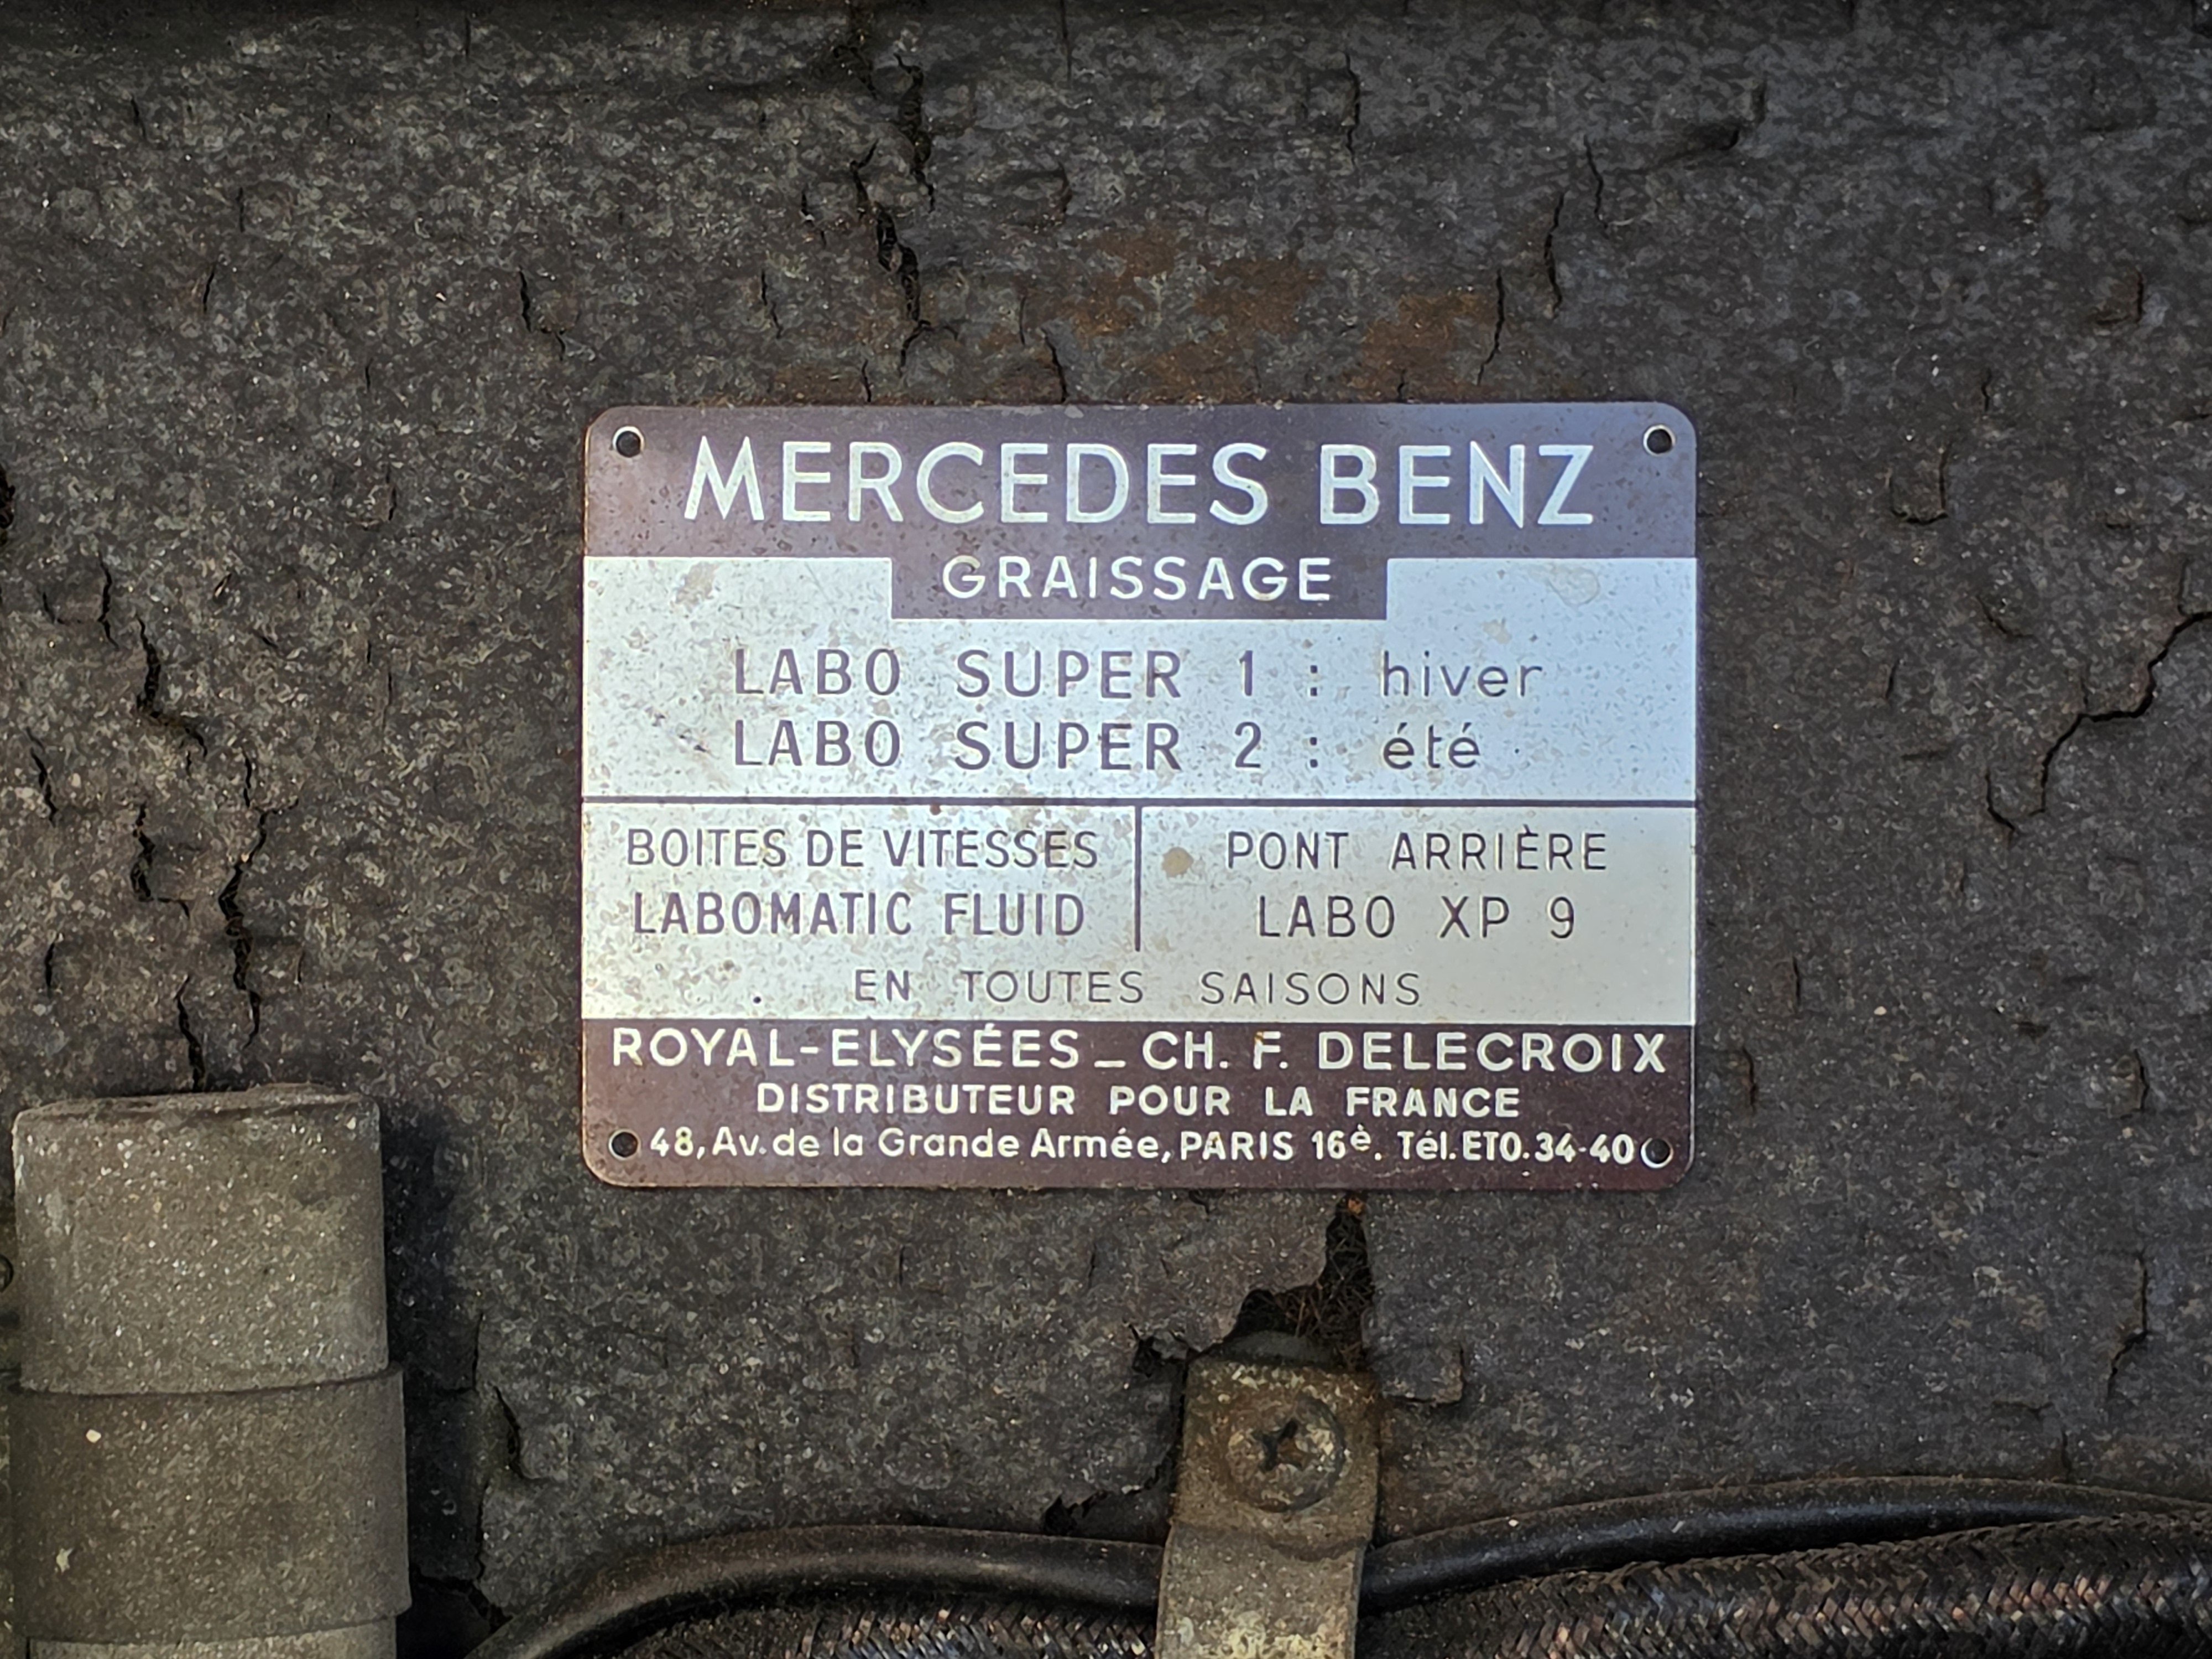 MERCEDES BENZ
GRAISSAGE
LABO SUPER 1 : hiver
LABO SUPER 2 : été
BOITES DE VITESSES
LABOMATIC FLUID
PONT ARRIÈRE
LABO XP 9
EN TOUTES SAISONS
ROYAL-ELYSÉES _ CH. F. DELECROIX
DISTRIBUTEUR POUR LA FRANCE
48, Av. de la Grande Armée, PARIS 16è. Tél. ETO. 34-40